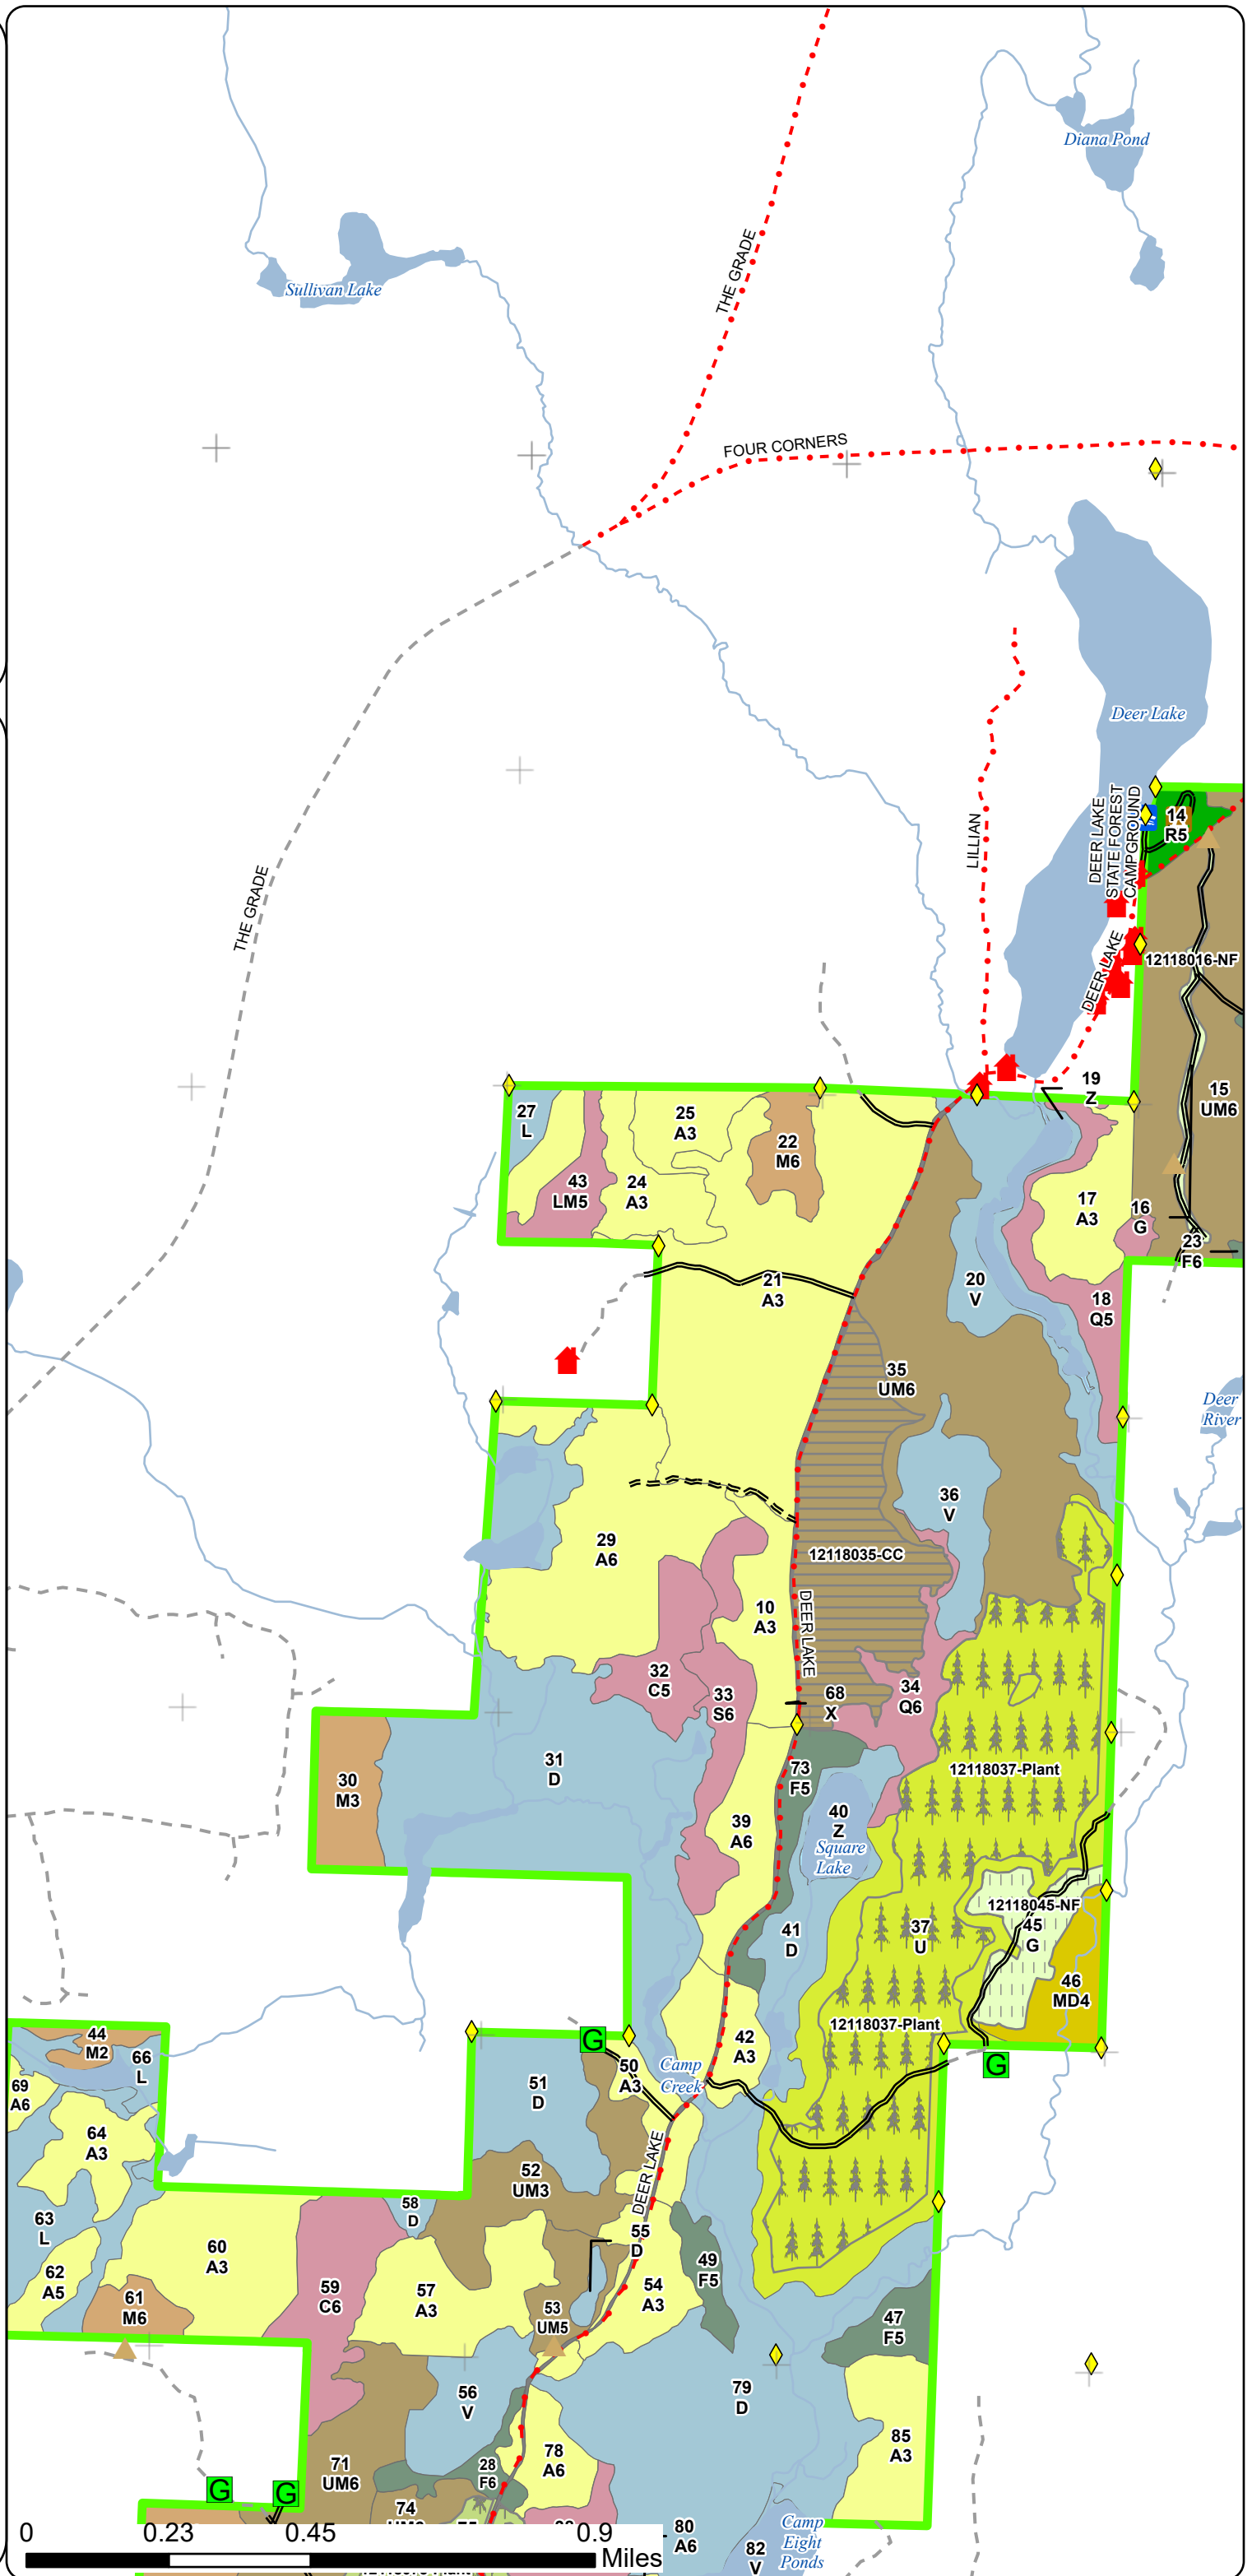 Diana Pond
Sullivan Lake
THE GRADE
FOUR CORNERS
Deer Lake
LILLIAN
DEER LAKE
STATE FOREST
CAMPGROUND
14
R5
THE GRADE
DEER LAKE
12118016-NF
19
Z
15
UM6
27
L
25
A3
22
M6
43
LM5
24
A3
17
A3
16
G
23
F6
21
A3
20
V
18
Q5
35
UM6
Deer
River
36
V
29
A6
12118035-CC
10
A3
DEER LAKE
32
C5
33
S6
68
X
34
Q6
31
D
30
M3
73
F5
12118037-Plant
40
Z
Square
Lake
39
A6
12118045-NF
45
G
37
U
41
D
46
MD4
12118037-Plant
44
M2
66
L
42
A3
G
G
50
A3
Camp
Creek
51
D
69
A6
64
A3
52
UM3
DEER LAKE
58
D
63
L
60
A3
55
D
49
F5
62
A5
61
M6
59
C6
57
A3
54
A3
53
UM5
47
F5
56
V
79
D
85
A3
78
A6
71
UM6
28
F6
G
G
74
80
A6
82
V
Camp
Eight
Ponds
0 0.23 0.45 0.9
Miles